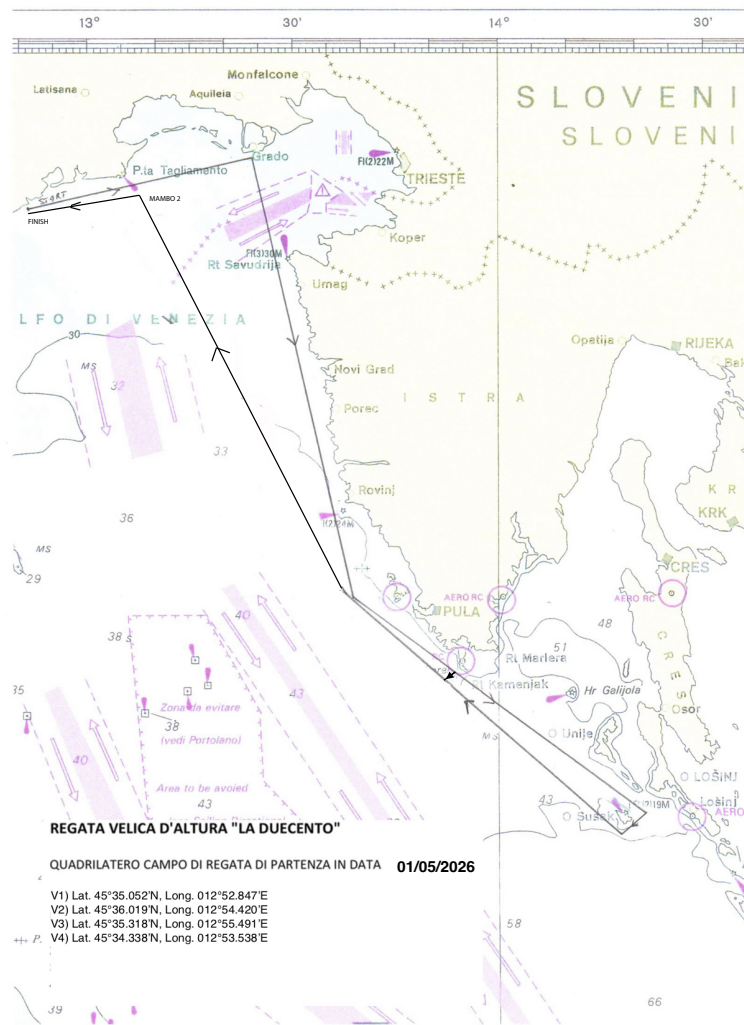 13°
30'
14°
30'
Monfalcone
Latisana
Aquileia
SLOVENI
SLOVENI
Grado
Fl(2)22M
P.ta Tagliamento
TRIESTE
START
MAMBO 2
FINISH
Koper
Fl(3)30M
Rt Savudrija
Umag
LFO DI VENEZIA
30
Opatija
RIJEKA
Bak
MS
32
Novi Grad
ISTRA
Porec
33
Rovinj
K R
KRK
36
MS
29
CRES
AERO RC
AERO RC
PULA
40
48
38 s
51
Rt Marlera
CRES
Rt Kamenjak
Hr Galijola
35
43
Zona da evitare
Osor
38
MS
O Unije
(vedi Portolano)
40
O LOŠINJ
Area to be avoied
43
43
Lošinj
O Susak
AERO
REGATA VELICA D'ALTURA "LA DUECENTO"
QUADRILATERO CAMPO DI REGATA DI PARTENZA IN DATA 01/05/2026
V1) Lat. 45°35.052'N, Long. 012°52.847'E
V2) Lat. 45°36.019'N, Long. 012°54.420'E
V3) Lat. 45°35.318'N, Long. 012°55.491'E
V4) Lat. 45°34.338'N, Long. 012°53.538'E
58
P.
66
39